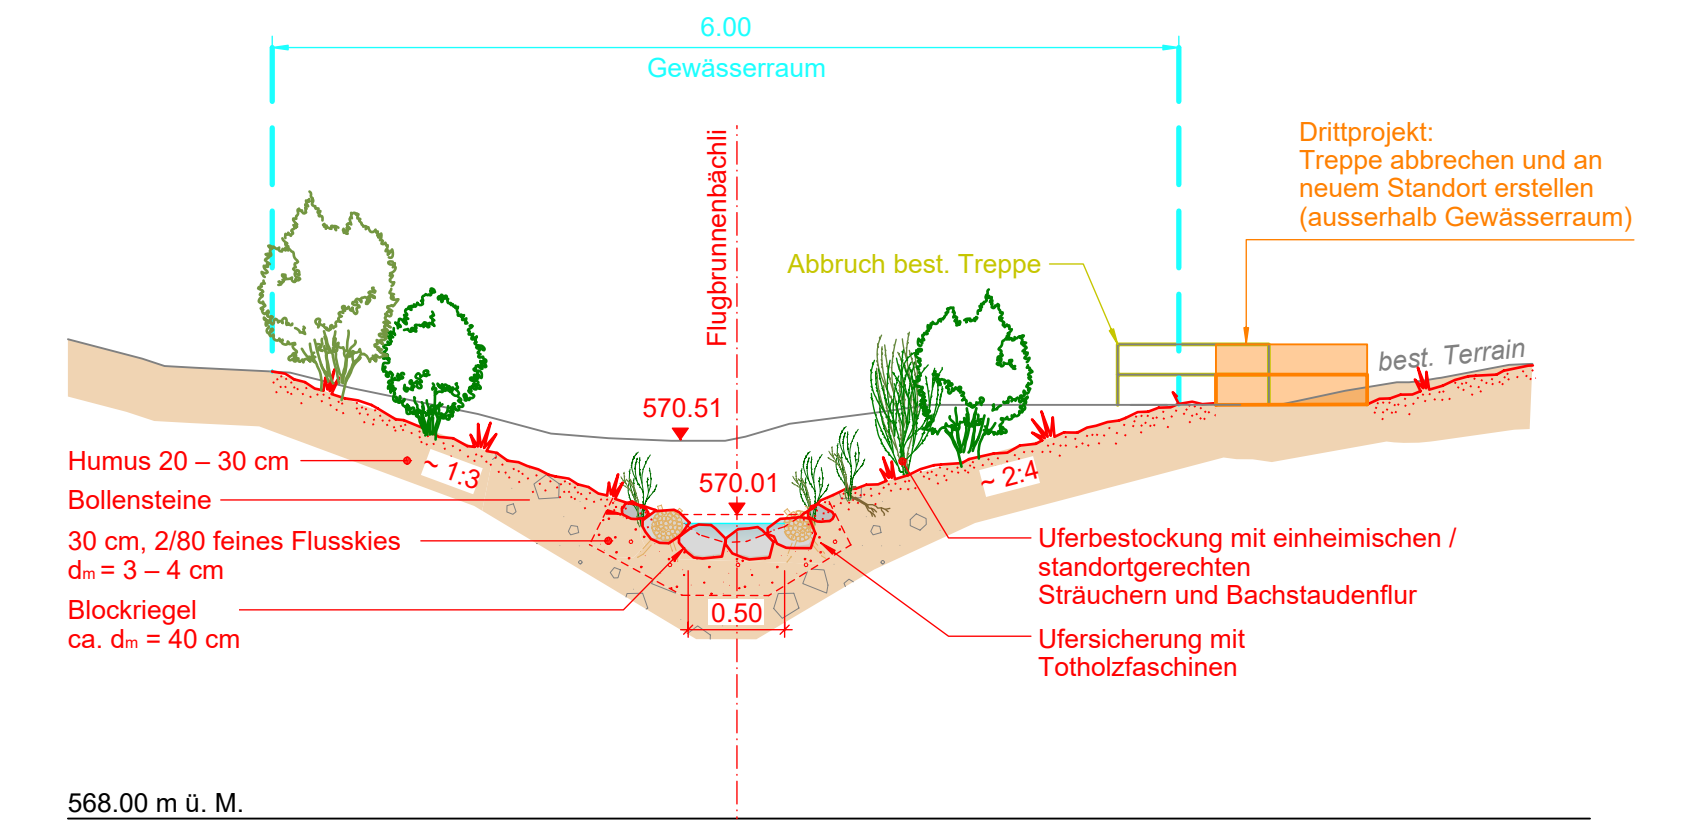 6.00
Gewässerraum
Flugbrunnenbächli
Drittprojekt:
Treppe abbrechen und an
neuem Standort erstellen
(ausserhalb Gewässerraum)
Abbruch best. Treppe
best. Terrain
570.51
570.01
Humus 20 – 30 cm
~ 1:3
~ 2:4
Bollensteine
30 cm, 2/80 feines Flusskies
dm = 3 – 4 cm
Blockriegel
ca. dm = 40 cm
0.50
Uferbestockung mit einheimischen /
standortgerechten
Sträuchern und Bachstaudenflur
Ufersicherung mit
Totholzfaschinen
568.00 m ü. M.